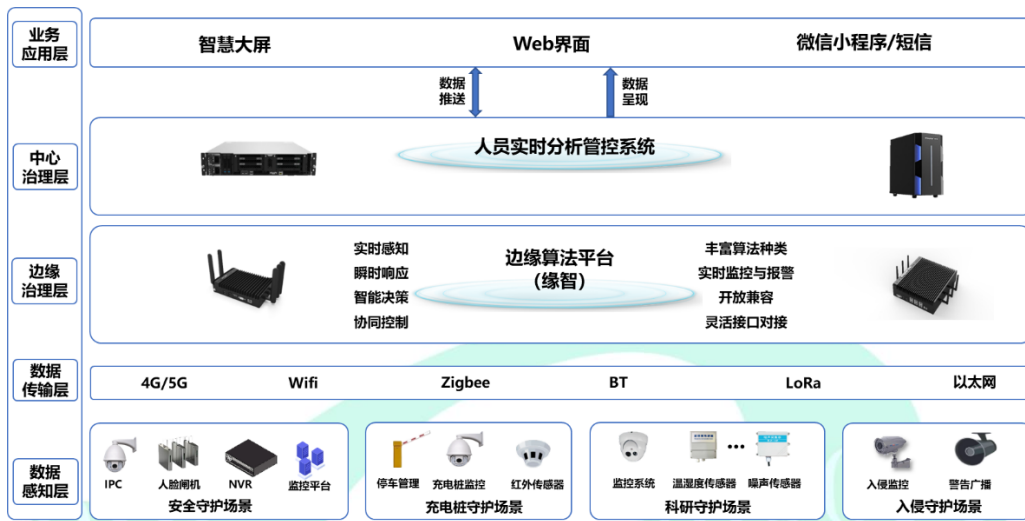 业务
应用层
智慧大屏
Web界面
微信小程序/短信
数据
推送
数据
呈现
中心
治理层
人员实时分析管控系统
边缘
治理层
实时感知
瞬时响应
智能决策
协同控制
边缘算法平台
（缘智）
丰富算法种类
实时监控与报警
开放兼容
灵活接口对接
数据
传输层
4G/5G
Wifi
Zigbee
BT
LoRa
以太网
数据
感知层
IPC
人脸闸机
NVR
监控平台
安全守护场景
停车管理
充电桩监控
红外传感器
充电桩守护场景
监控系统
温湿度传感器
噪声传感器
科研守护场景
入侵监控
警告广播
入侵守护场景